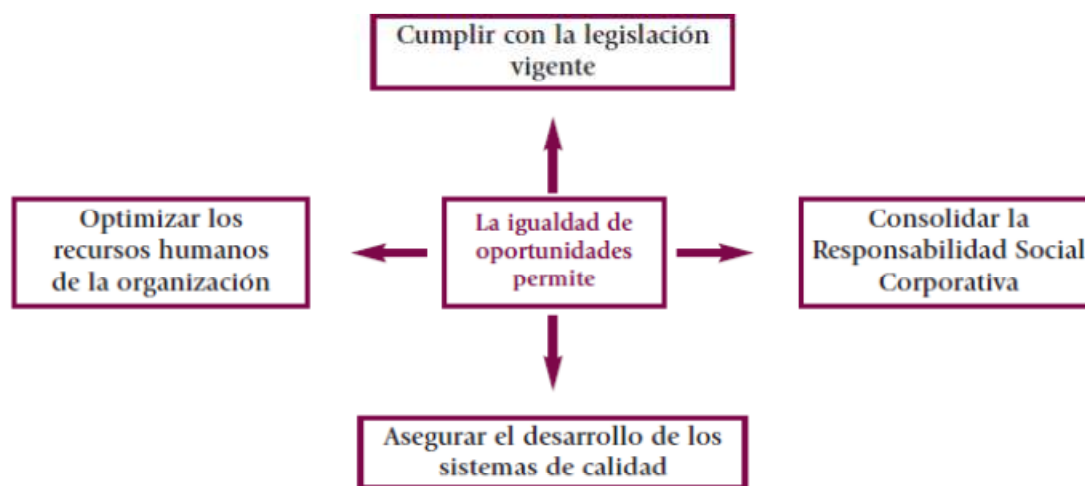 Cumplir con la legislación
vigente
Optimizar los
recursos humanos
de la organización
La igualdad de
oportunidades
permite
Consolidar la
Responsabilidad Social
Corporativa
Asegurar el desarrollo de los
sistemas de calidad